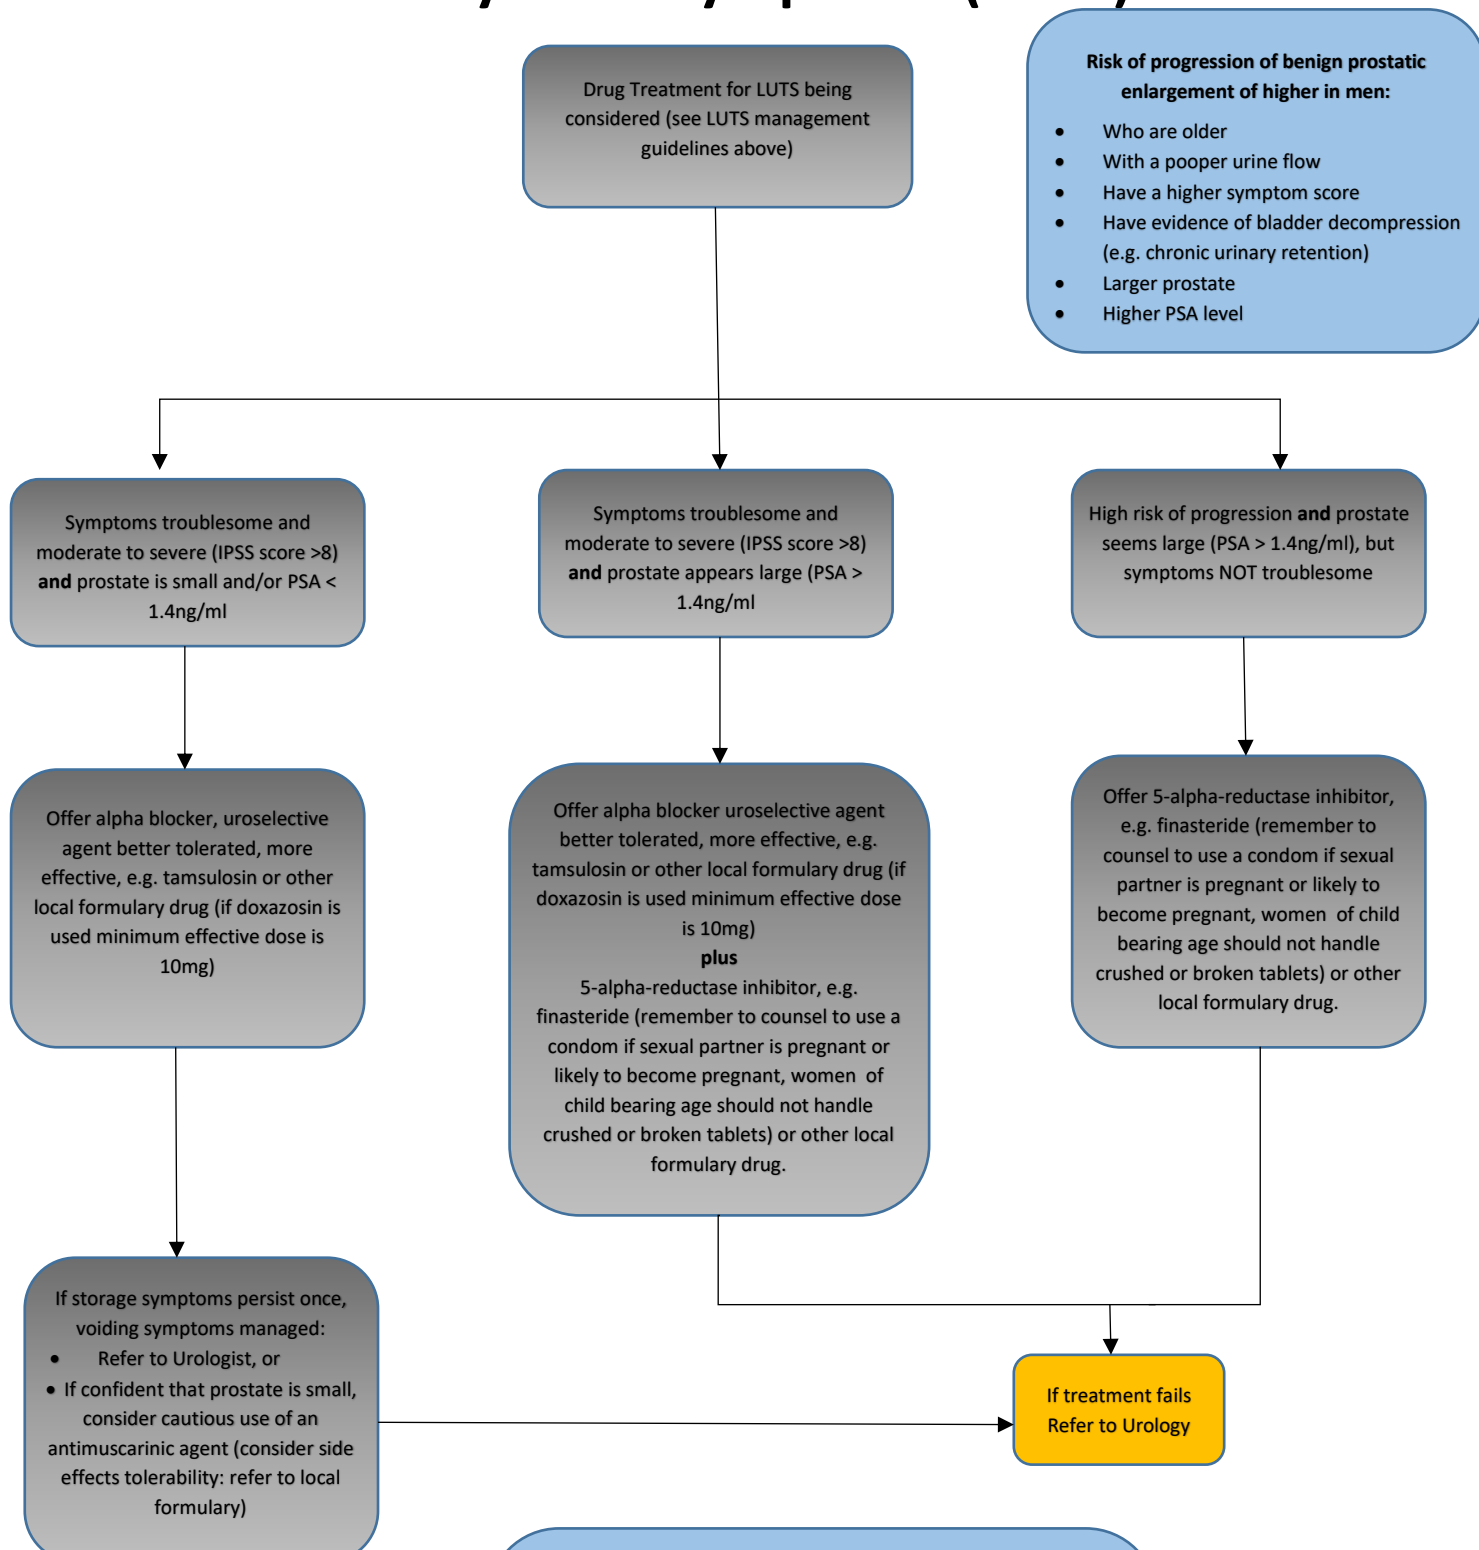 Drug Treatment for LUTS being
considered (see LUTS management
guidelines above)
Risk of progression of benign prostatic
enlargement of higher in men:
• Who are older
• With a pooper urine flow
• Have a higher symptom score
• Have evidence of bladder decompression
(e.g. chronic urinary retention)
• Larger prostate
• Higher PSA level
Symptoms troublesome and
moderate to severe (IPSS score >8)
and prostate is small and/or PSA <
1.4ng/ml
Symptoms troublesome and
moderate to severe (IPSS score >8)
and prostate appears large (PSA >
1.4ng/ml
High risk of progression and prostate
seems large (PSA > 1.4ng/ml), but
symptoms NOT troublesome
Offer alpha blocker, uroselective
agent better tolerated, more
effective, e.g. tamsulosin or other
local formulary drug (if doxazosin is
used minimum effective dose is
10mg)
Offer alpha blocker uroselective agent
better tolerated, more effective, e.g.
tamsulosin or other local formulary drug (if
doxazosin is used minimum effective dose
is 10mg)
plus
5-alpha-reductase inhibitor, e.g.
finasteride (remember to counsel to use a
condom if sexual partner is pregnant or
likely to become pregnant, women of
child bearing age should not handle
crushed or broken tablets) or other local
formulary drug.
Offer 5-alpha-reductase inhibitor,
e.g. finasteride (remember to
counsel to use a condom if sexual
partner is pregnant or likely to
become pregnant, women of child
bearing age should not handle
crushed or broken tablets) or other
local formulary drug.
If storage symptoms persist once,
voiding symptoms managed:
• Refer to Urologist, or
• If confident that prostate is small,
consider cautious use of an
antimuscarinic agent (consider side
effects tolerability: refer to local
formulary)
If treatment fails
Refer to Urology